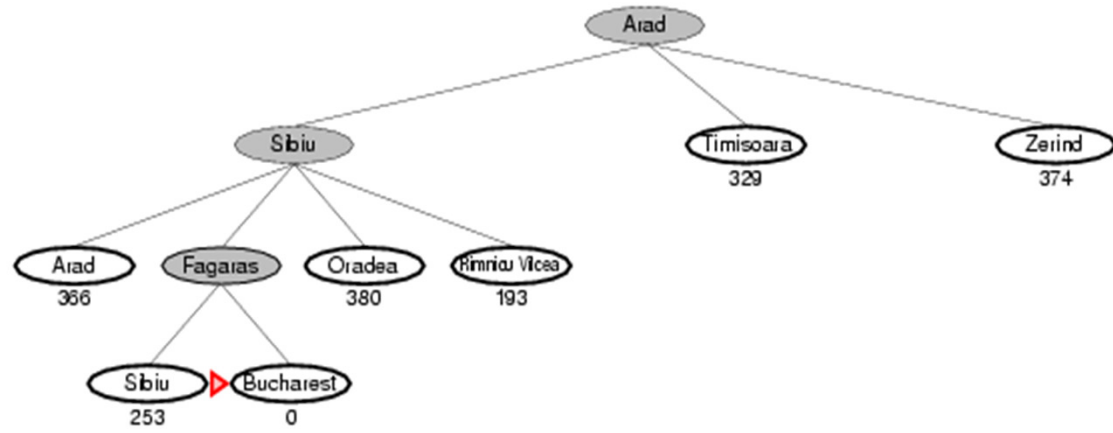 Arad
Sibiu
Timisoara
Zerind
329
374
Arad
Fagaras
Oradea
Rimnicu Vilcea
366
380
193
Sibiu
Bucharest
253
0